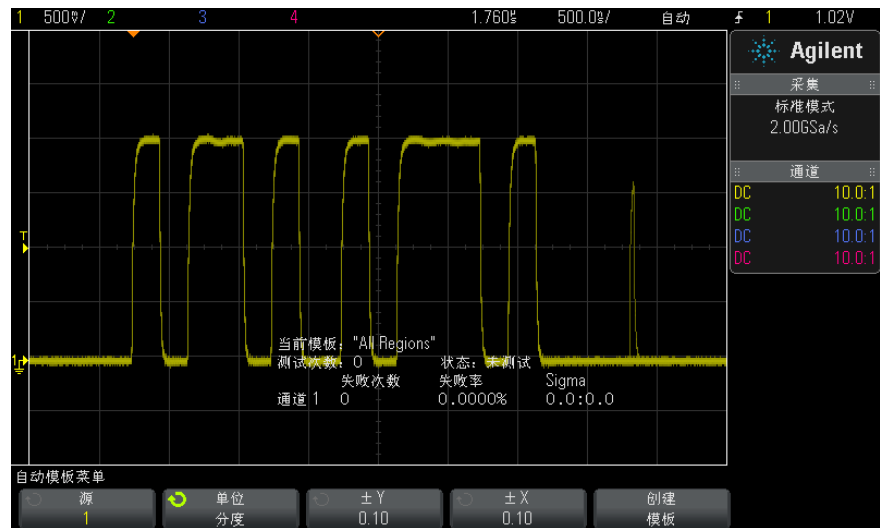 1 500♉/ 2 3 4 1.760㎲ 500.0㎱/ 自动 1 1.02V
Agilent
采集
标准模式
2.00GSa/s
通道
DC 10.0:1
DC 10.0:1
DC 10.0:1
DC 10.0:1
T
1
当前模板："All Regions"
测试次数：0 状态：未测试
失败次数 失败率 Sigma
通道 1 0 0.0000% 0.0:0.0
自动模板菜单
源 单位 ± Y ± X 创建
1 分度 0.10 0.10 模板